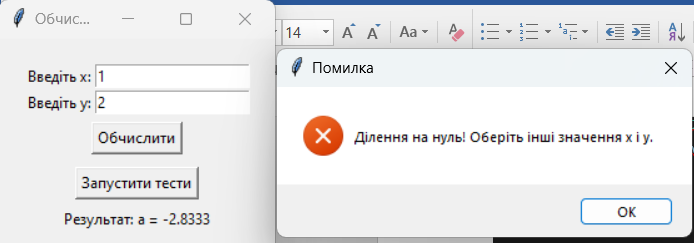 Обчис...
14
Aa
Помилка
Введіть x: 1
Введіть y: 2
Обчислити
Ділення на нуль! Оберіть інші значення x і y.
Запустити тести
OK
Результат: a = -2.8333